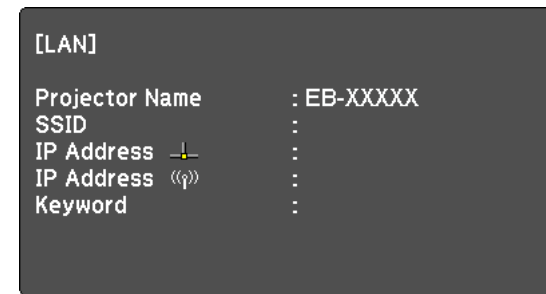 [LAN]
Projector Name : EB-XXXXX
SSID :
IP Address :
IP Address :
Keyword :